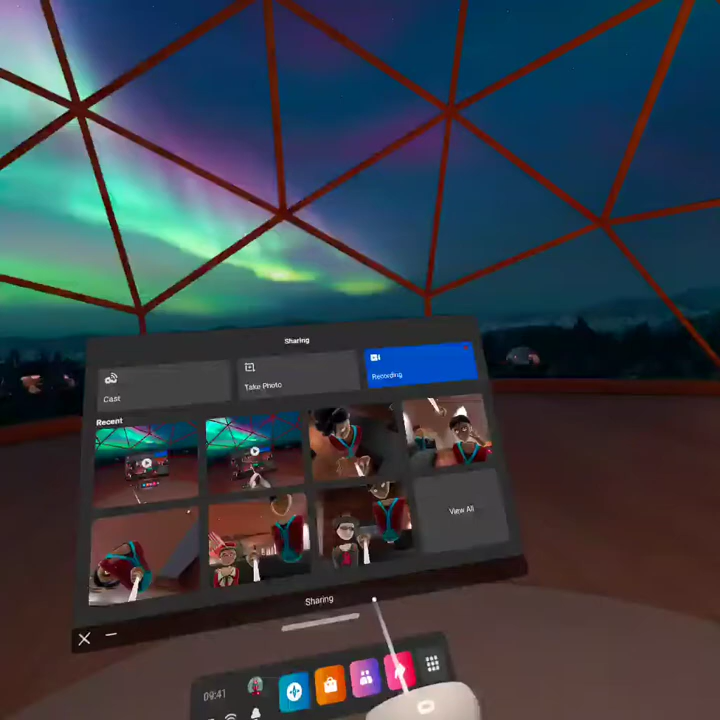 Sharing
Cast
Take Photo
Recording
Recent
View All
Sharing
09:41